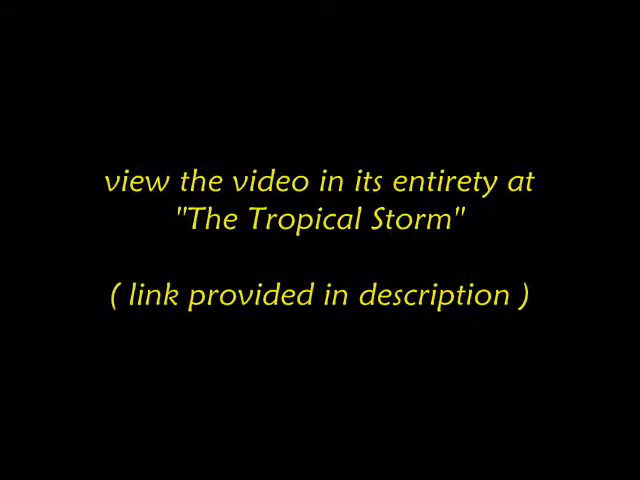 view the video in its entirety at
"The Tropical Storm"
( link provided in description )